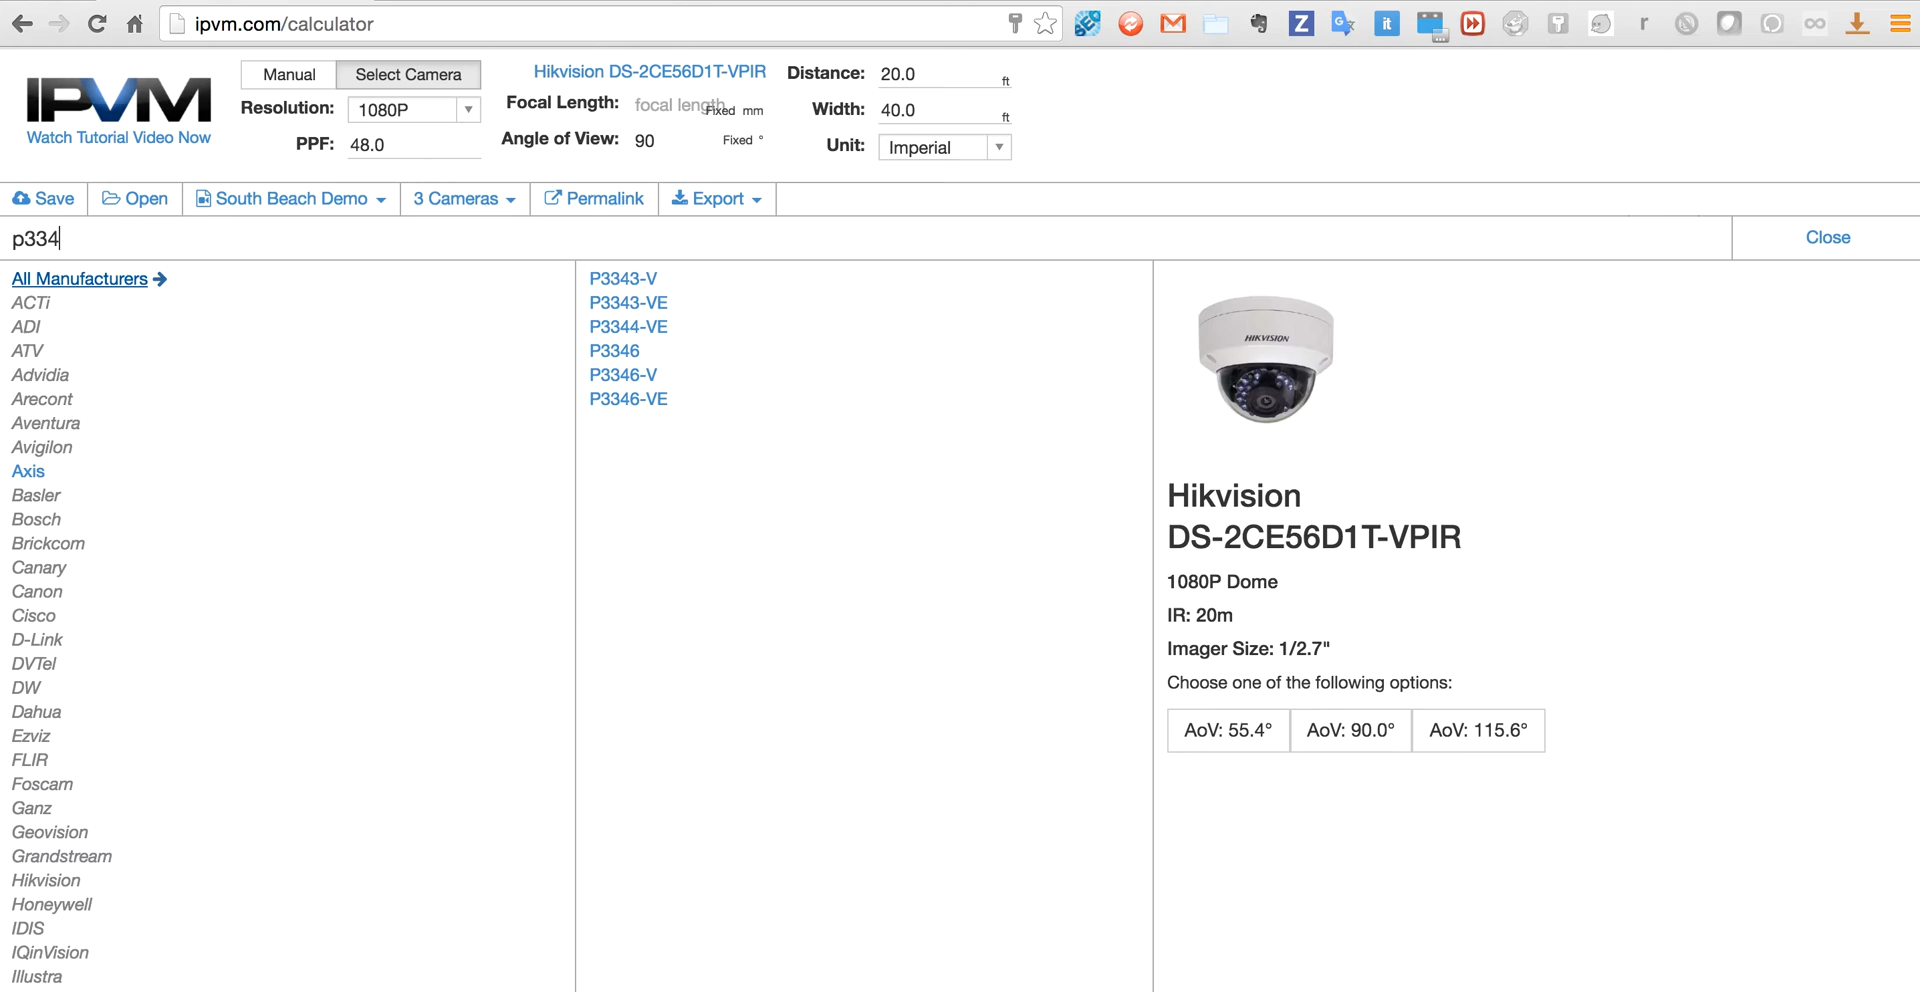 ipvm.com/calculator
IPVM
Watch Tutorial Video Now
Manual Select Camera
Resolution: 1080P
PPF: 48.0
Hikvision DS-2CE56D1T-VPIR
Focal Length: focal length Fixed mm
Angle of View: 90 Fixed °
Distance: 20.0 ft
Width: 40.0 ft
Unit: Imperial
Save Open South Beach Demo 3 Cameras Permalink Export
p334 Close
All Manufacturers
ACTi
ADI
ATV
Advidia
Arecont
Aventura
Avigilon
Axis
Basler
Bosch
Brickcom
Canary
Canon
Cisco
D-Link
DVTel
DW
Dahua
Ezviz
FLIR
Foscam
Ganz
Geovision
Grandstream
Hikvision
Honeywell
IDIS
IQinVision
Illustra
P3343-V
P3343-VE
P3344-VE
P3346
P3346-V
P3346-VE
HIKVISION
Hikvision
DS-2CE56D1T-VPIR
1080P Dome
IR: 20m
Imager Size: 1/2.7"
Choose one of the following options:
AoV: 55.4° AoV: 90.0° AoV: 115.6°